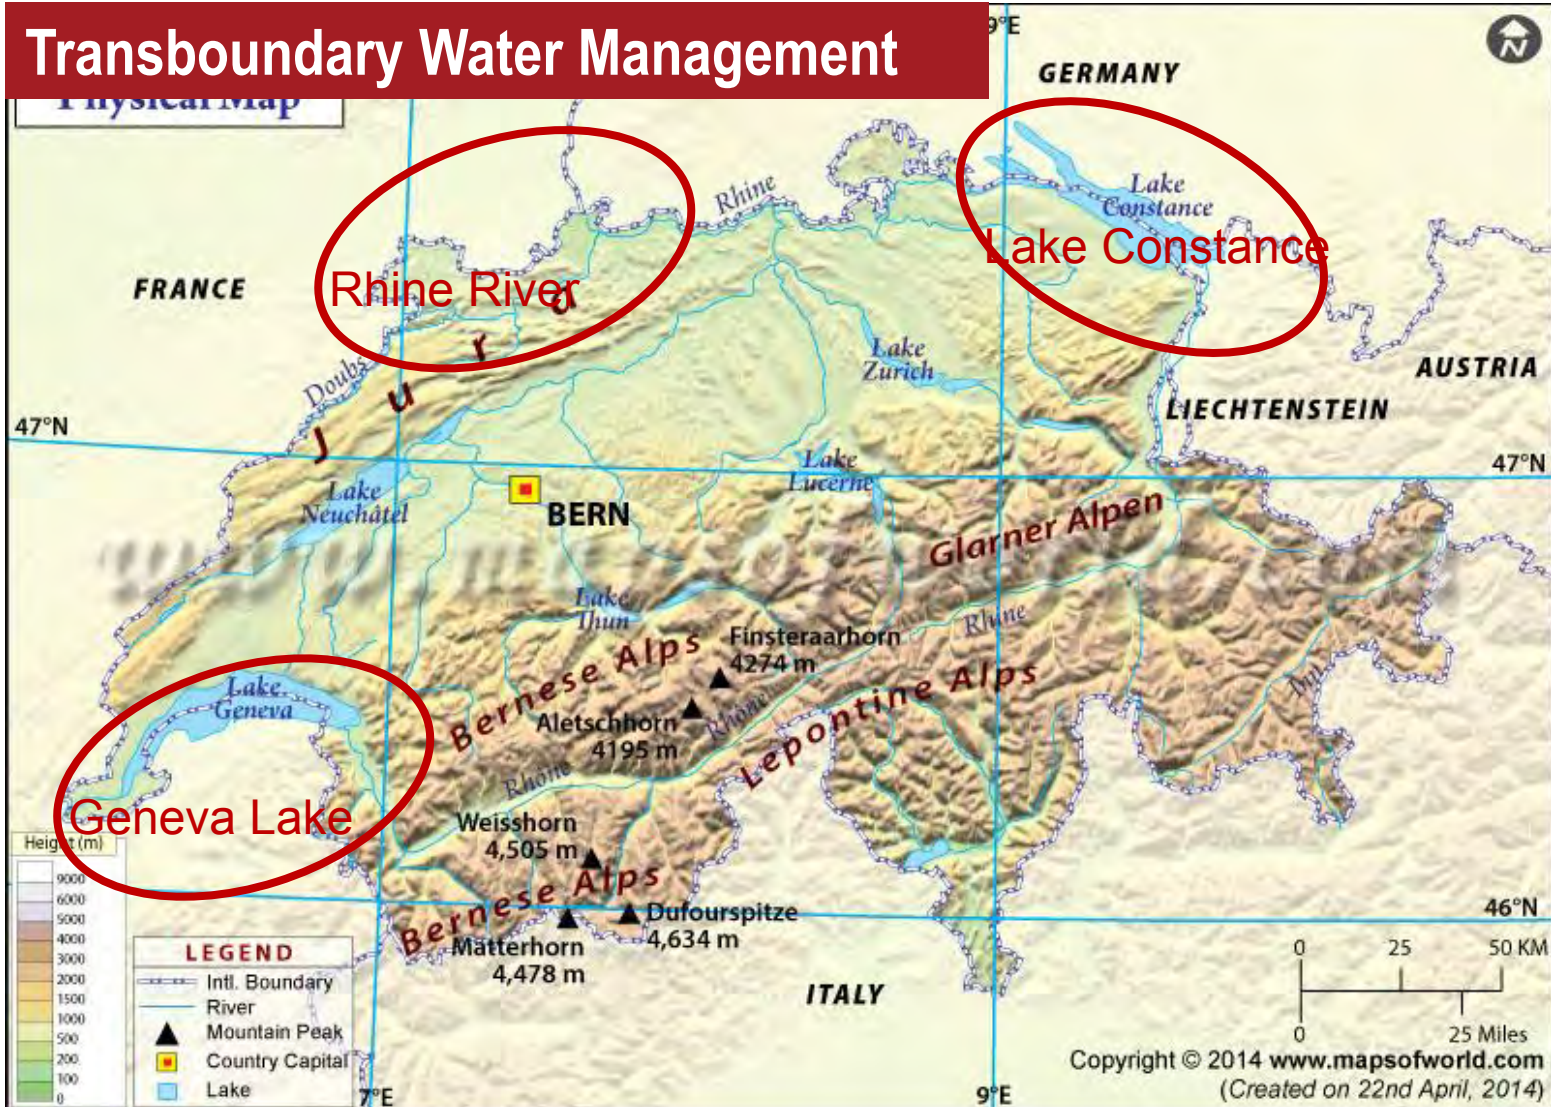 Transboundary Water Management
9°E
N
Physical Map
GERMANY
Rhine
Lake
Constance
Lake Constance
FRANCE
Rhine River
Jura
Doubs
Lake
Zurich
AUSTRIA
LIECHTENSTEIN
47°N
47°N
Lake
Lucerne
Lake
Neuchâtel
BERN
Glarner Alpen
Lake
Thun
Rhine
Finsteraarhorn
4274 m
Bernese Alps
Lepontine Alps
Inn
Lake
Geneva
Aletschhorn
4195 m
Rhône
Rhône
Geneva Lake
Weisshorn
4,505 m
Bernese Alps
Dufourspitze
4,634 m
Matterhorn
4,478 m
46°N
ITALY
Height (m)
9000
6000
5000
4000
3000
2000
1500
1000
500
200
100
0
LEGEND
Intl. Boundary
River
Mountain Peak
Country Capital
Lake
7°E
9°E
0 25 50 KM
0 25 Miles
Copyright © 2014 www.mapsofworld.com
(Created on 22nd April, 2014)